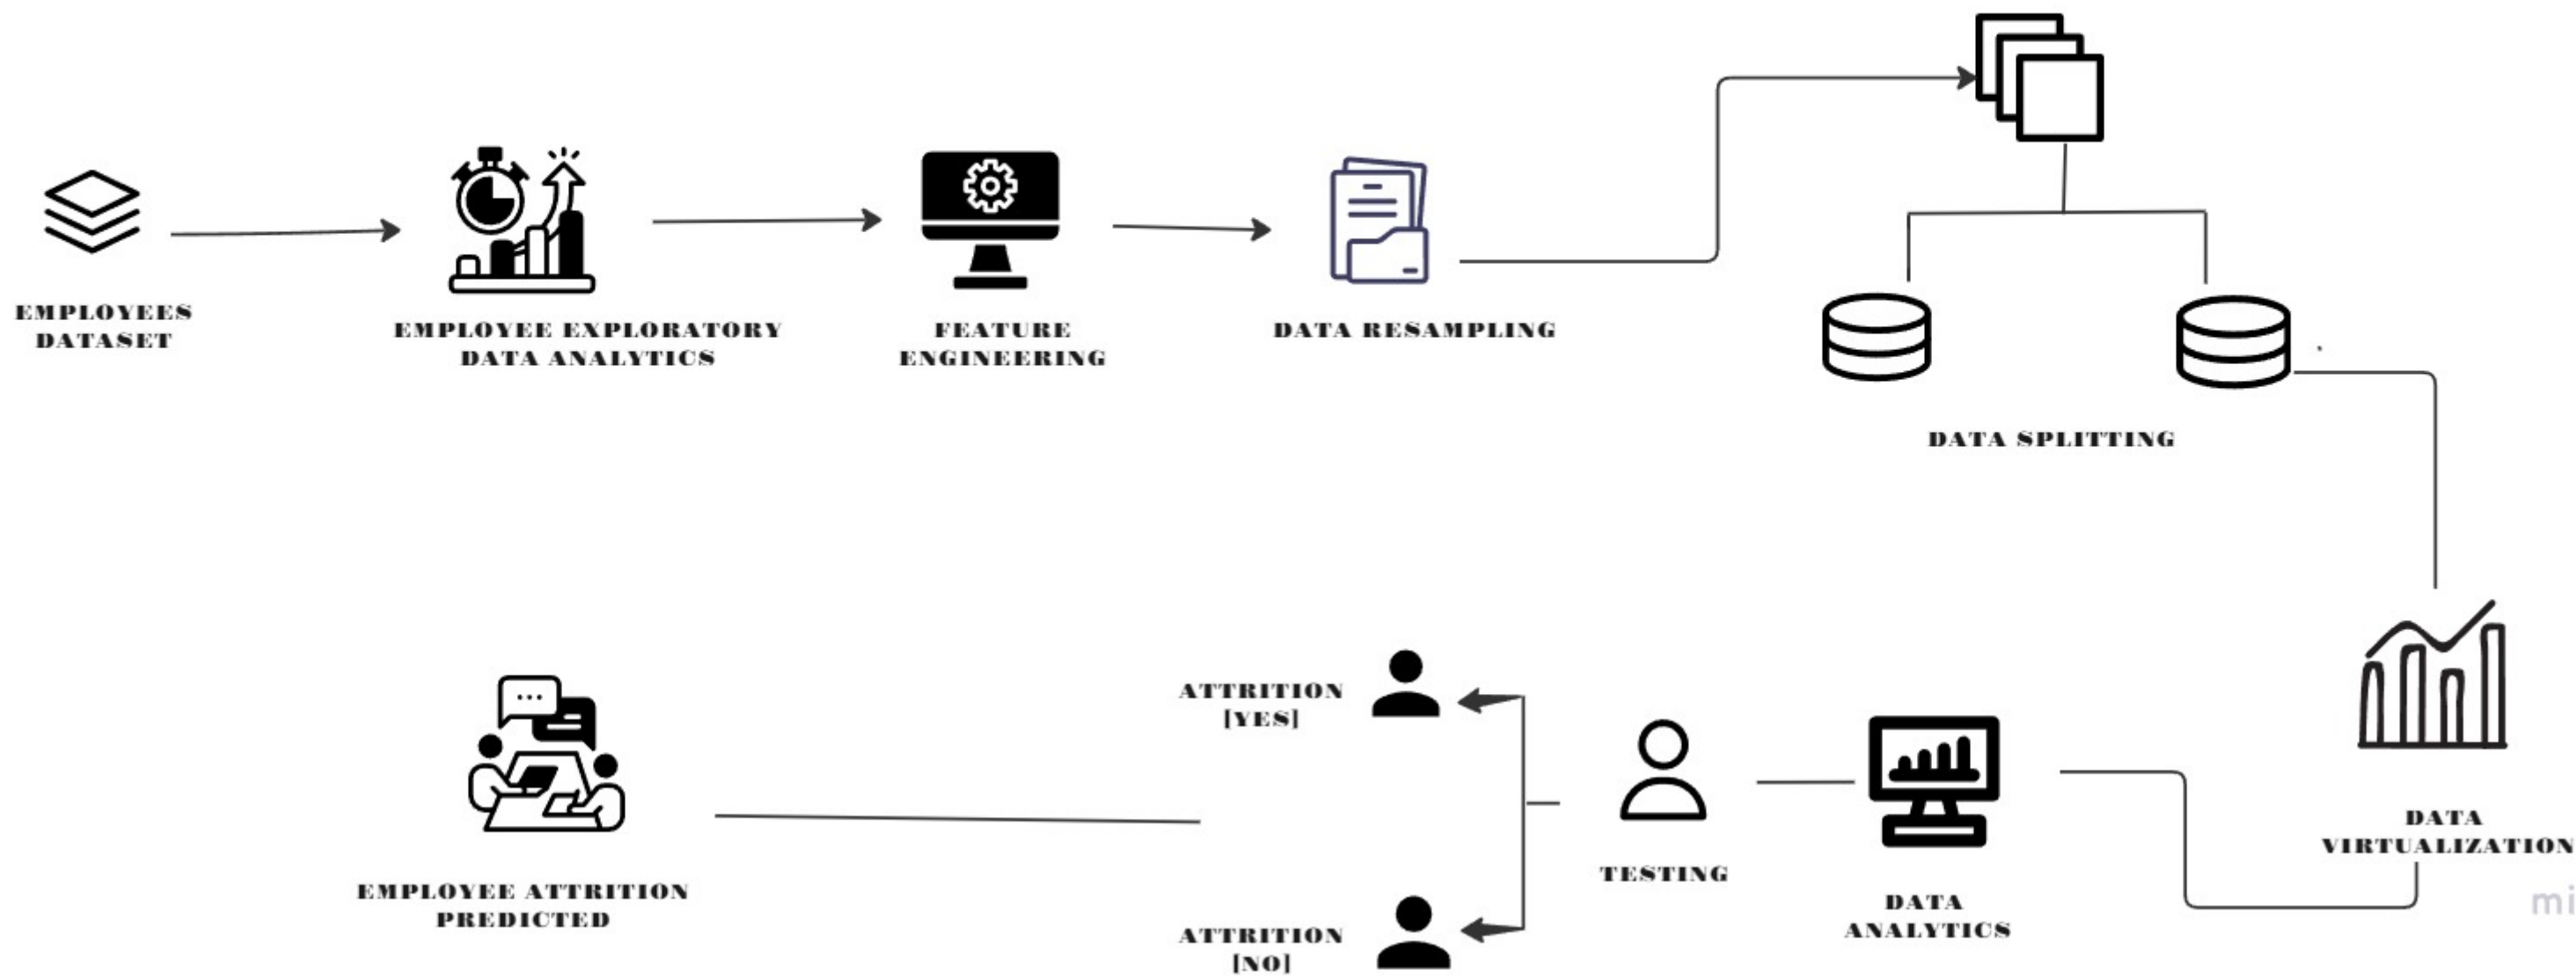 EMPLOYEES
DATASET
EMPLOYEE EXPLORATORY
DATA ANALYTICS
FEATURE
ENGINEERING
DATA RESAMPLING
DATA SPLITTING
DATA
VIRTUALIZATION
DATA
ANALYTICS
TESTING
ATTRITION
[YES]
ATTRITION
[NO]
EMPLOYEE ATTRITION
PREDICTED
mi